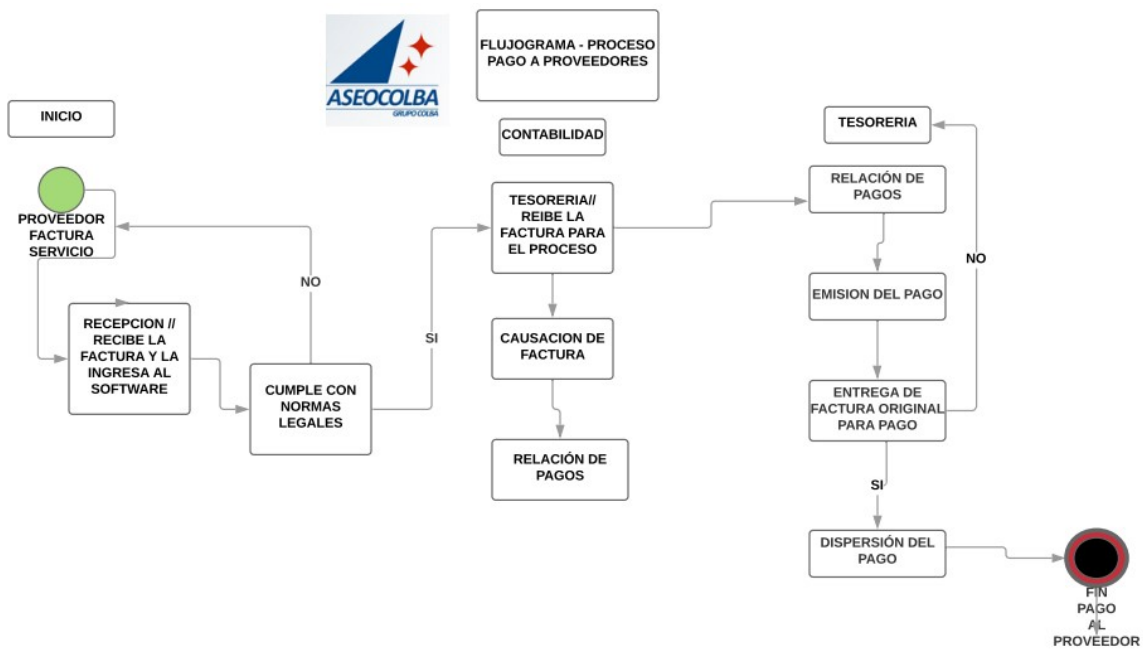 FLUJOGRAMA - PROCESO
PAGO A PROVEEDORES
ASEOCOLBA
GRUPO COLBA
INICIO
CONTABILIDAD
TESORERIA
PROVEEDOR
FACTURA
SERVICIO
NO
RECEPCION //
RECIBE LA
FACTURA Y LA
INGRESA AL
SOFTWARE
CUMPLE CON
NORMAS
LEGALES
SI
TESORERIA//
REIBE LA
FACTURA PARA
EL PROCESO
CAUSACION DE
FACTURA
RELACIÓN DE
PAGOS
RELACIÓN DE
PAGOS
EMISION DEL PAGO
NO
ENTREGA DE
FACTURA ORIGINAL
PARA PAGO
SI
DISPERSIÓN DEL
PAGO
FIN
PAGO
AL
PROVEEDOR